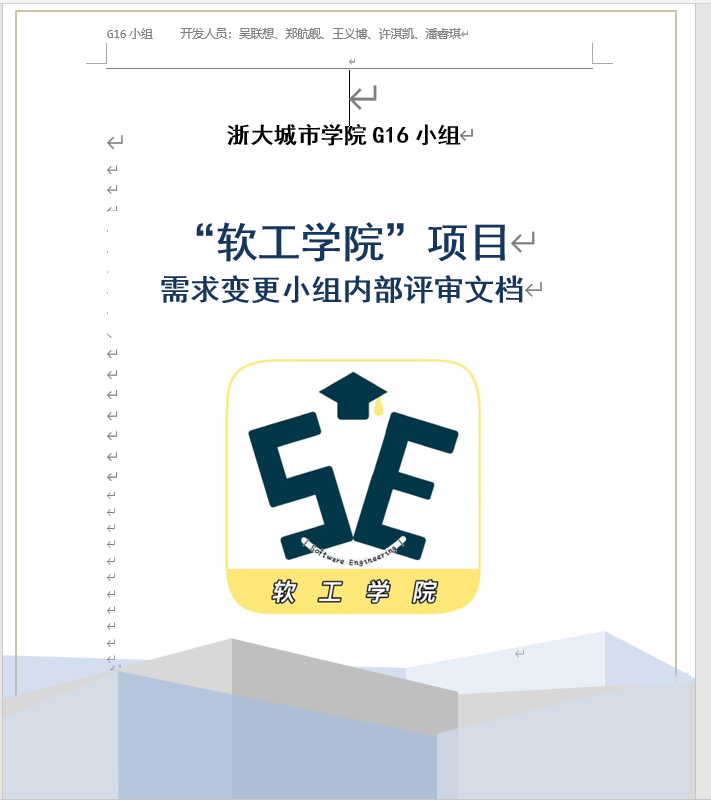 G16 小组 开发人员：吴联想、郑航舰、王义博、许淇凯、潘睿琪
浙大城市学院 G16 小组
“软工学院”项目
需求变更小组内部评审文档
SE
Software Engineering
软 工 学 院